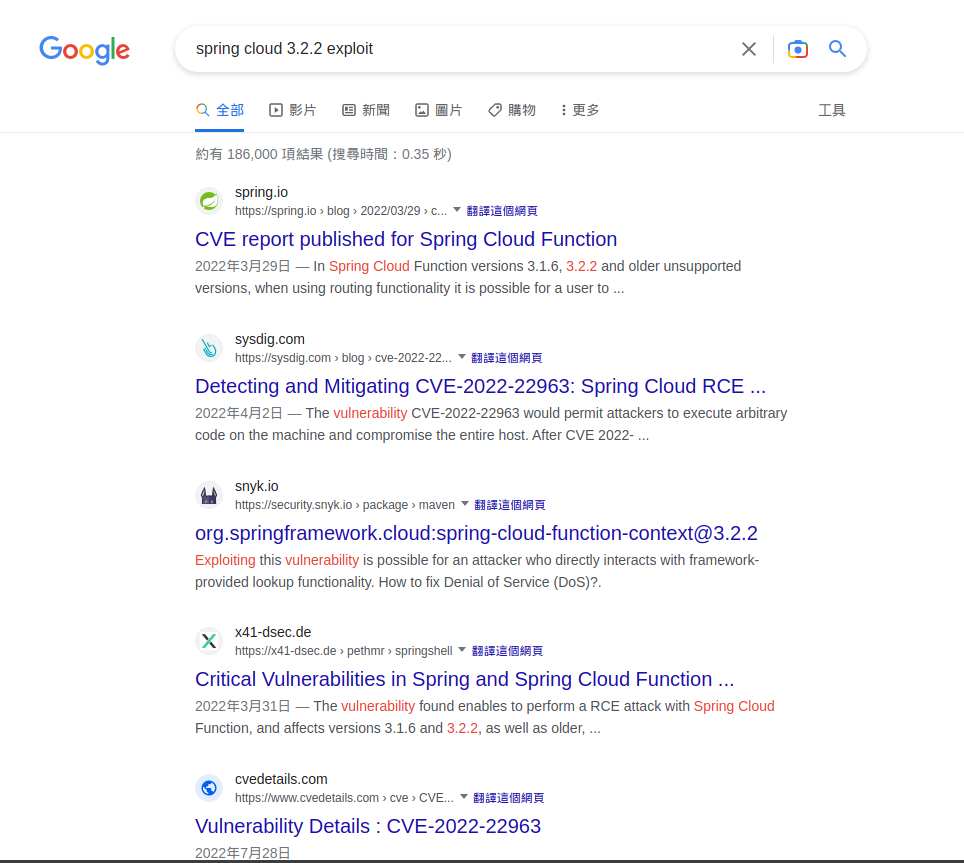 Google
spring cloud 3.2.2 exploit
全部 影片 新聞 圖片 購物 更多 工具
約有 186,000 項結果 (搜尋時間：0.35 秒)
spring.io
https://spring.io › blog › 2022/03/29 › c... 翻譯這個網頁
CVE report published for Spring Cloud Function
2022年3月29日 — In Spring Cloud Function versions 3.1.6, 3.2.2 and older unsupported
versions, when using routing functionality it is possible for a user to ...
sysdig.com
https://sysdig.com › blog › cve-2022-22... 翻譯這個網頁
Detecting and Mitigating CVE-2022-22963: Spring Cloud RCE ...
2022年4月2日 — The vulnerability CVE-2022-22963 would permit attackers to execute arbitrary
code on the machine and compromise the entire host. After CVE 2022- ...
snyk.io
https://security.snyk.io › package › maven 翻譯這個網頁
org.springframework.cloud:spring-cloud-function-context@3.2.2
Exploiting this vulnerability is possible for an attacker who directly interacts with framework-
provided lookup functionality. How to fix Denial of Service (DoS)?.
x41-dsec.de
https://x41-dsec.de › pethmr › springshell 翻譯這個網頁
Critical Vulnerabilities in Spring and Spring Cloud Function ...
2022年3月31日 — The vulnerability found enables to perform a RCE attack with Spring Cloud
Function, and affects versions 3.1.6 and 3.2.2, as well as older, ...
cvedetails.com
https://www.cvedetails.com › cve › CVE... 翻譯這個網頁
Vulnerability Details : CVE-2022-22963
2022年7月28日